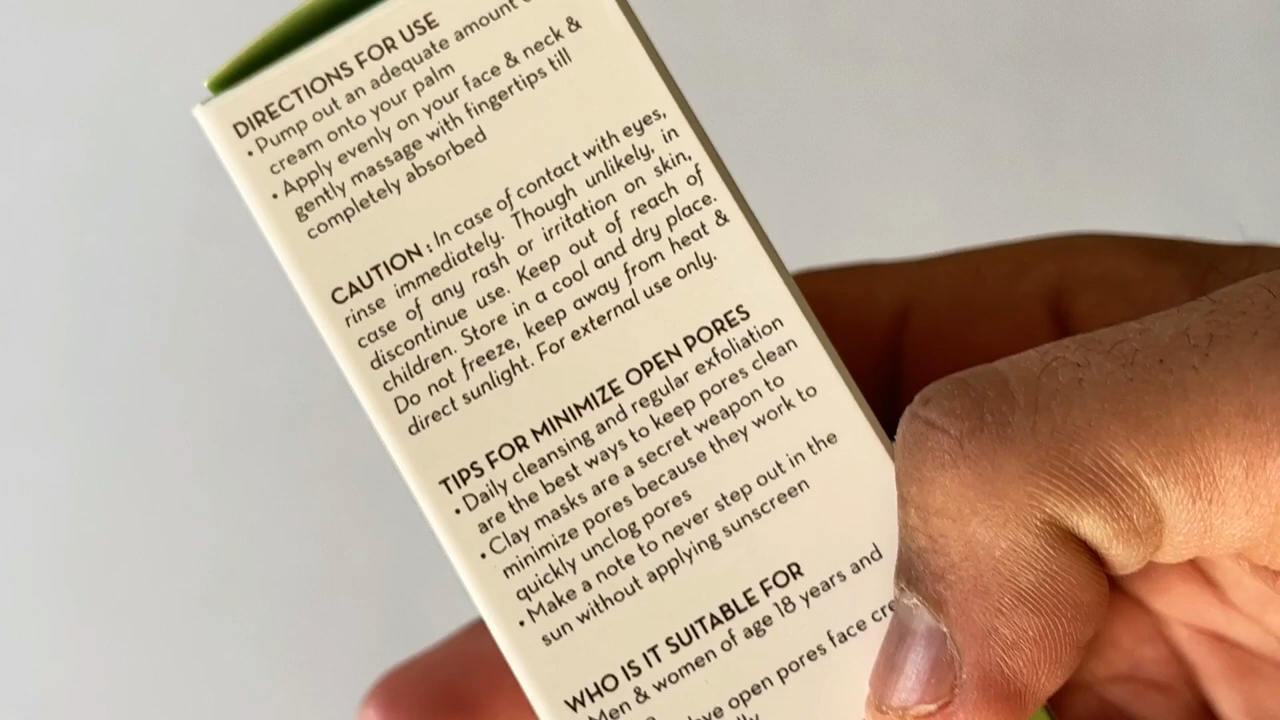 DIRECTIONS FOR USE
• Pump out an adequate amount
cream onto your palm
• Apply evenly on your face & neck &
gently massage with fingertips till
completely absorbed
CAUTION : In case of contact with eyes,
rinse immediately. Though unlikely, in
case of any rash or irritation on skin,
discontinue use. Keep out of reach of
children. Store in a cool and dry place.
Do not freeze, keep away from heat &
direct sunlight. For external use only.
TIPS FOR MINIMIZE OPEN PORES
• Daily cleansing and regular exfoliation
are the best ways to keep pores clean
• Clay masks are a secret weapon to
minimize pores because they work to
quickly unclog pores
• Make a note to never step out in the
sun without applying sunscreen
WHO IS IT SUITABLE FOR
Men & women of age 18 years and
open pores face